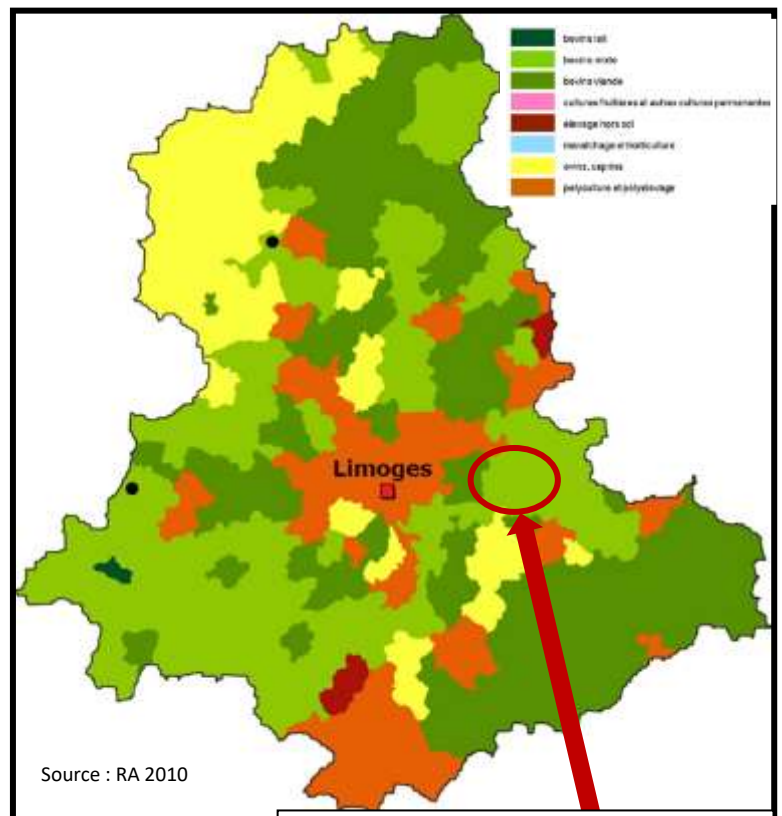 bovins lait
bovins mixte
bovins viande
cultures fruitières et autres cultures permanentes
élevage hors sol
maraîchage et horticulture
ovins, caprins
polyculture et polyélevage
Limoges
Source : RA 2010